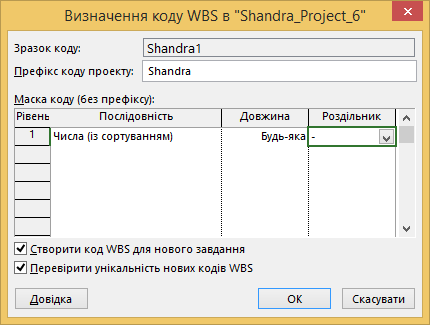 Визначення коду WBS в "Shandra_Project_6"
Зразок коду: Shandra1
Префікс коду проекту: Shandra
Маска коду (без префіксу):
Рівень Послідовність Довжина Роздільник
1 Числа (із сортуванням) Будь-яка -
Створити код WBS для нового завдання
Перевірити унікальність нових кодів WBS
Довідка ОК Скасувати